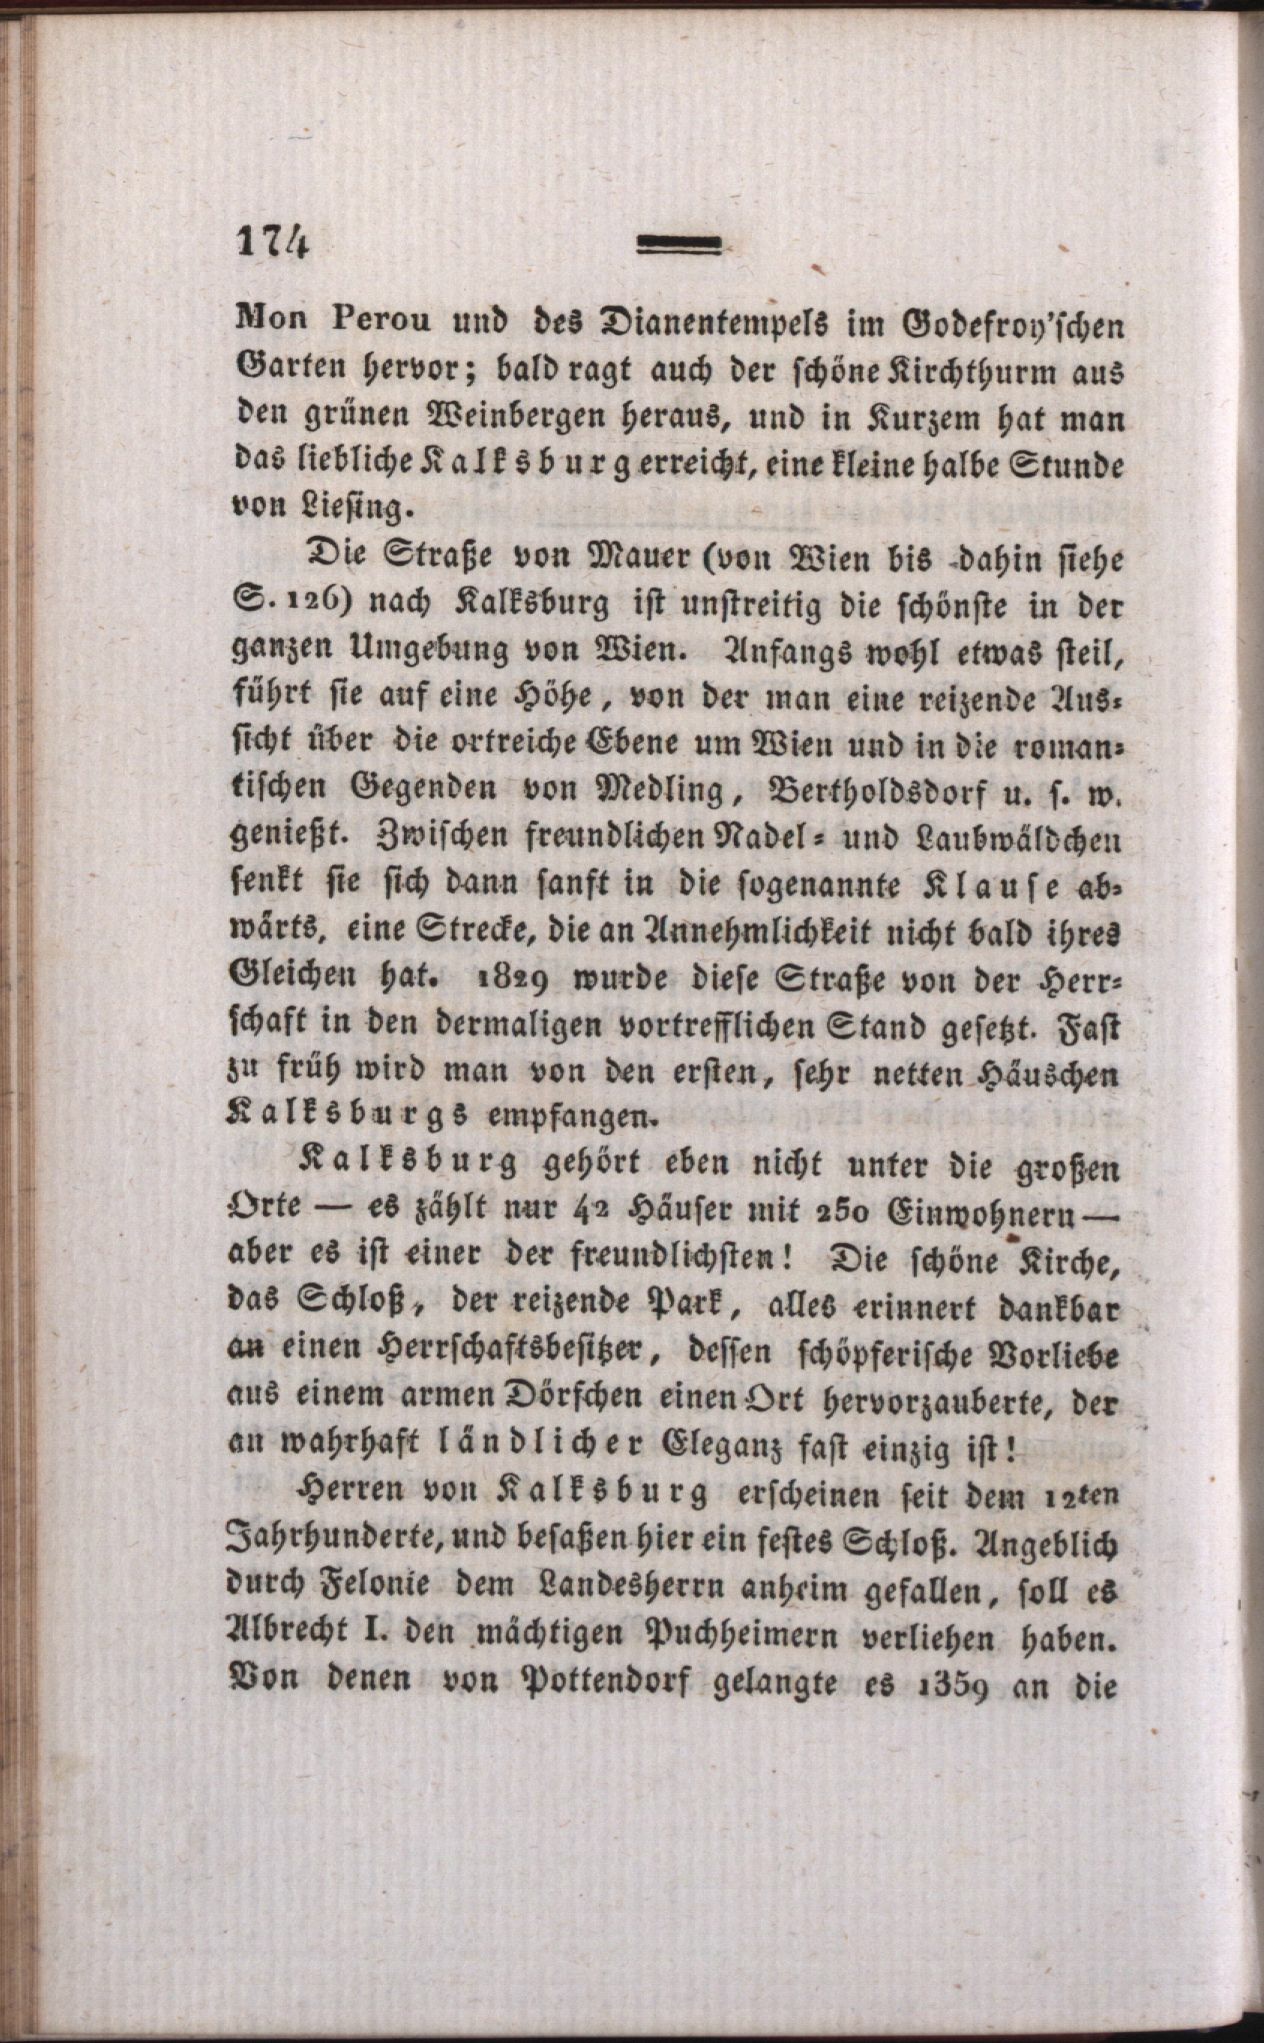 174
Mon Perou und des Dianentempels im Godefroy'schen
Garten hervor; bald ragt auch der schöne Kirchthurm aus
den grünen Weinbergen heraus, und in Kurzem hat man
das liebliche Kalksburg erreicht, eine kleine halbe Stunde
von Liesing.
Die Straße von Mauer (von Wien bis dahin siehe
S. 126) nach Kalksburg ist unstreitig die schönste in der
ganzen Umgebung von Wien. Anfangs wohl etwas steil,
führt sie auf eine Höhe, von der man eine reizende Aus-
sicht über die ortreiche Ebene um Wien und in die roman-
tischen Gegenden von Medling, Bertholdsdorf u. s. w.
genießt. Zwischen freundlichen Nadel- und Laubwäldchen
senkt sie sich dann sanft in die sogenannte Klause ab-
wärts, eine Strecke, die an Annehmlichkeit nicht bald ihres
Gleichen hat. 1829 wurde diese Straße von der Herr-
schaft in den dermaligen vortrefflichen Stand gesetzt. Fast
zu früh wird man von den ersten, sehr netten Häuschen
Kalksburgs empfangen.
Kalksburg gehört eben nicht unter die großen
Orte — es zählt nur 42 Häuser mit 250 Einwohnern —
aber es ist einer der freundlichsten! Die schöne Kirche,
das Schloß, der reizende Park, alles erinnert dankbar
an einen Herrschaftsbesitzer, dessen schöpferische Vorliebe
aus einem armen Dörfchen einen Ort hervorzauberte, der
an wahrhaft ländlicher Eleganz fast einzig ist!
Herren von Kalksburg erscheinen seit dem 12ten
Jahrhunderte, und besaßen hier ein festes Schloß. Angeblich
durch Felonie dem Landesherrn anheim gefallen, soll es
Albrecht I. den mächtigen Puchheimern verliehen haben.
Von denen von Pottendorf gelangte es 1359 an die